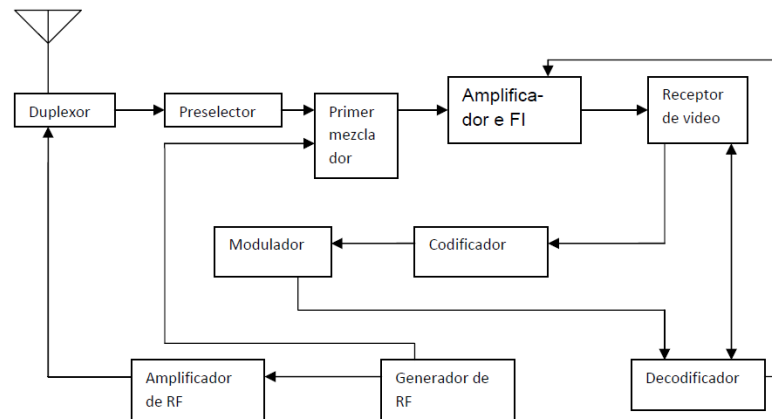 Duplexor
Preselector
Primer
mezcla
dor
Amplifica-
dor e FI
Receptor
de video
Modulador
Codificador
Amplificador
de RF
Generador de
RF
Decodificador